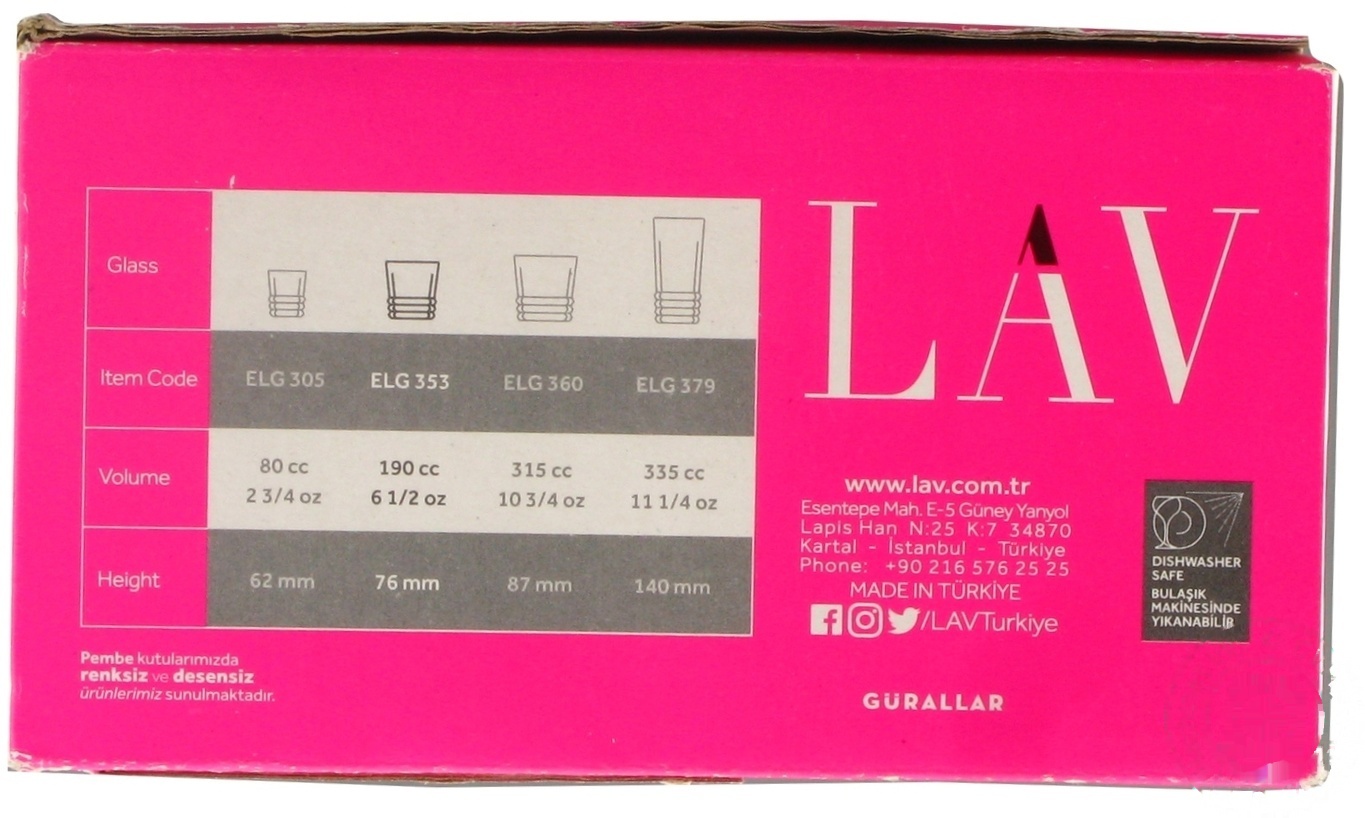 Glass
Item Code ELG 305 ELG 353 ELG 360 ELG 379
Volume
80 cc 190 cc 315 cc 335 cc
2 3/4 oz 6 1/2 oz 10 3/4 oz 11 1/4 oz
Height 62 mm 76 mm 87 mm 140 mm
Pembe kutularımızda
renksiz ve desensiz
ürünlerimiz sunulmaktadır.
LAV
www.lav.com.tr
Esentepe Mah. E-5 Güney Yanyol
Lapis Han N:25 K:7 34870
Kartal - İstanbul - Türkiye
Phone: +90 216 576 25 25
MADE IN TÜRKİYE
/LAVTurkiye
GÜRALLAR
DISHWASHER
SAFE
BULAŞIK
MAKİNESİNDE
YIKANABİLİR